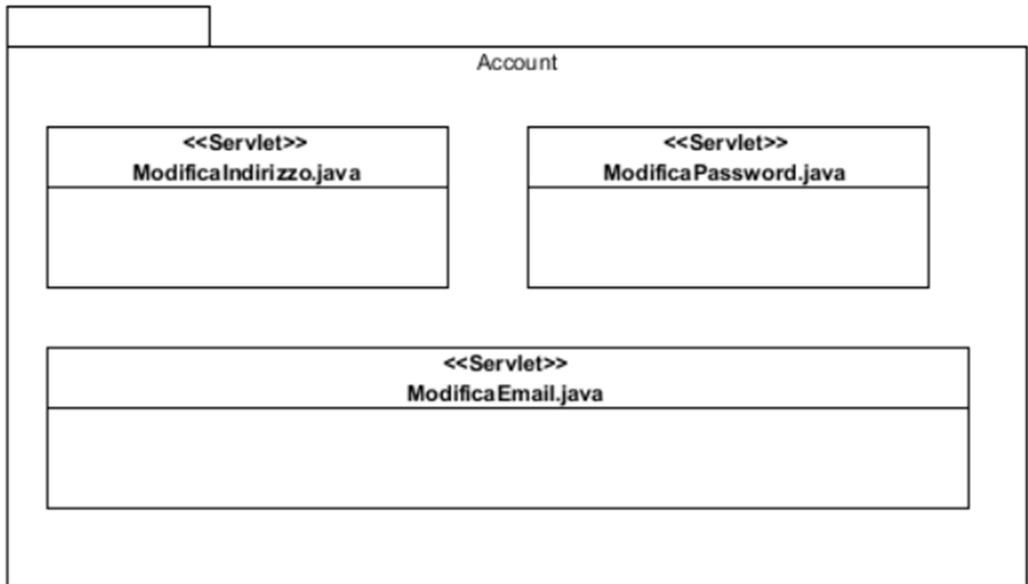 Account
<<Servlet>>
ModificaIndirizzo.java
<<Servlet>>
ModificaPassword.java
<<Servlet>>
ModificaEmail.java